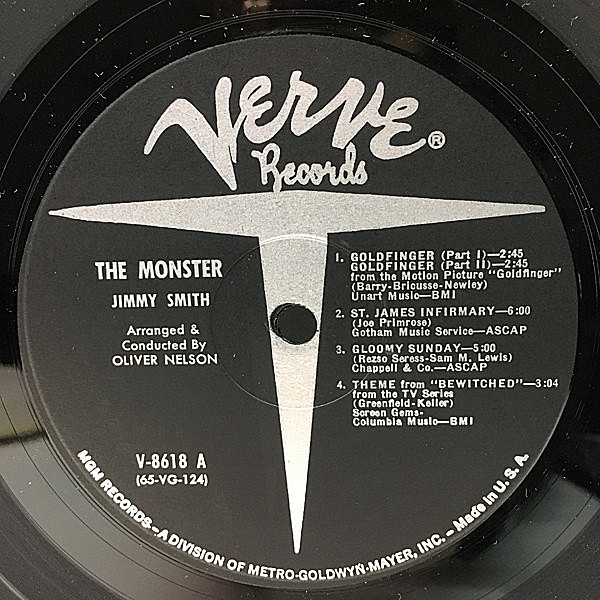 VERVE®
Records
THE MONSTER
JIMMY SMITH
Arranged &
Conducted By
OLIVER NELSON
V-8618 A
(65-VG-124)
1. GOLDFINGER (Part I)—2:45
GOLDFINGER (Part II)—2:45
from the Motion Picture "Goldfinger"
(Barry-Bricusse-Newley)
Unart Music—BMI
2. ST. JAMES INFIRMARY—6:00
(Joe Primrose)
Gotham Music Service—ASCAP
3. GLOOMY SUNDAY—5:00
(Rezso Seress-Sam M. Lewis)
Chappell & Co.—ASCAP
4. THEME from "BEWITCHED"—3:04
from the TV Series
(Greenfield-Keller)
Screen Gems-
Columbia Music—BMI
MGM RECORDS—A DIVISION OF METRO-GOLDWYN-MAYER, INC. – Made in U. S. A.